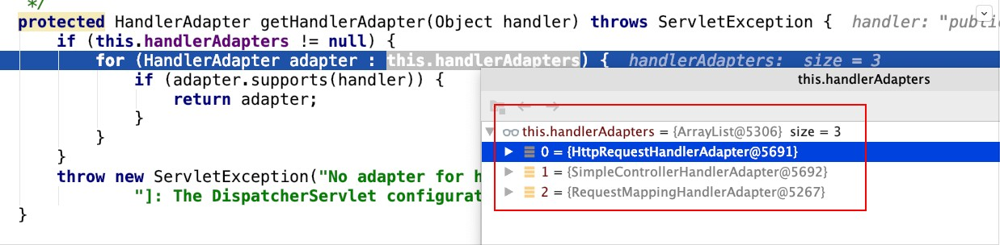 */
protected HandlerAdapter getHandlerAdapter(Object handler) throws ServletException { handler: "public
if (this.handlerAdapters != null) {
for (HandlerAdapter adapter : this.handlerAdapters) { handlerAdapters: size = 3
if (adapter.supports(handler)) {
return adapter;
}
}
}
throw new ServletException("No adapter for h
"]: The DispatcherServlet configurat
}
this.handlerAdapters
this.handlerAdapters = {ArrayList@5306} size = 3
0 = {HttpRequestHandlerAdapter@5691}
1 = {SimpleControllerHandlerAdapter@5692}
2 = {RequestMappingHandlerAdapter@5267}